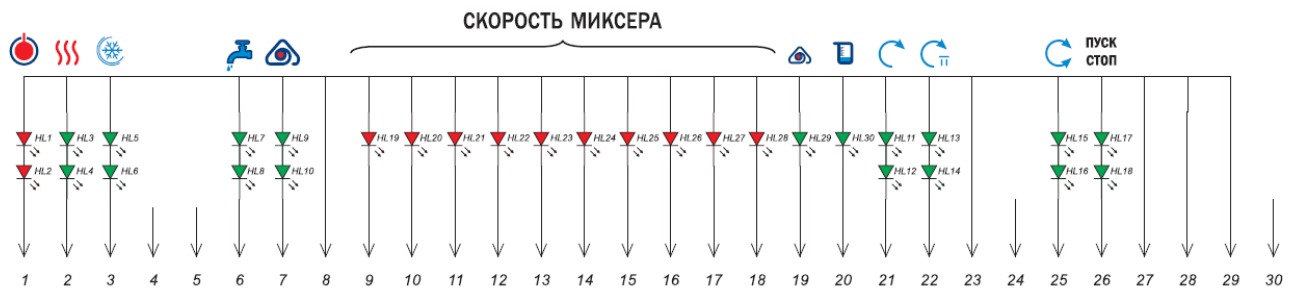 СКОРОСТЬ МИКСЕРА
ПУСК
СТОП
HL1 HL3 HL5 HL7 HL9 HL19 HL20 HL21 HL22 HL23 HL24 HL25 HL26 HL27 HL28 HL29 HL30 HL11 HL13 HL15 HL17
HL2 HL4 HL6 HL8 HL10 HL12 HL14 HL16 HL18
1 2 3 4 5 6 7 8 9 10 11 12 13 14 15 16 17 18 19 20 21 22 23 24 25 26 27 28 29 30